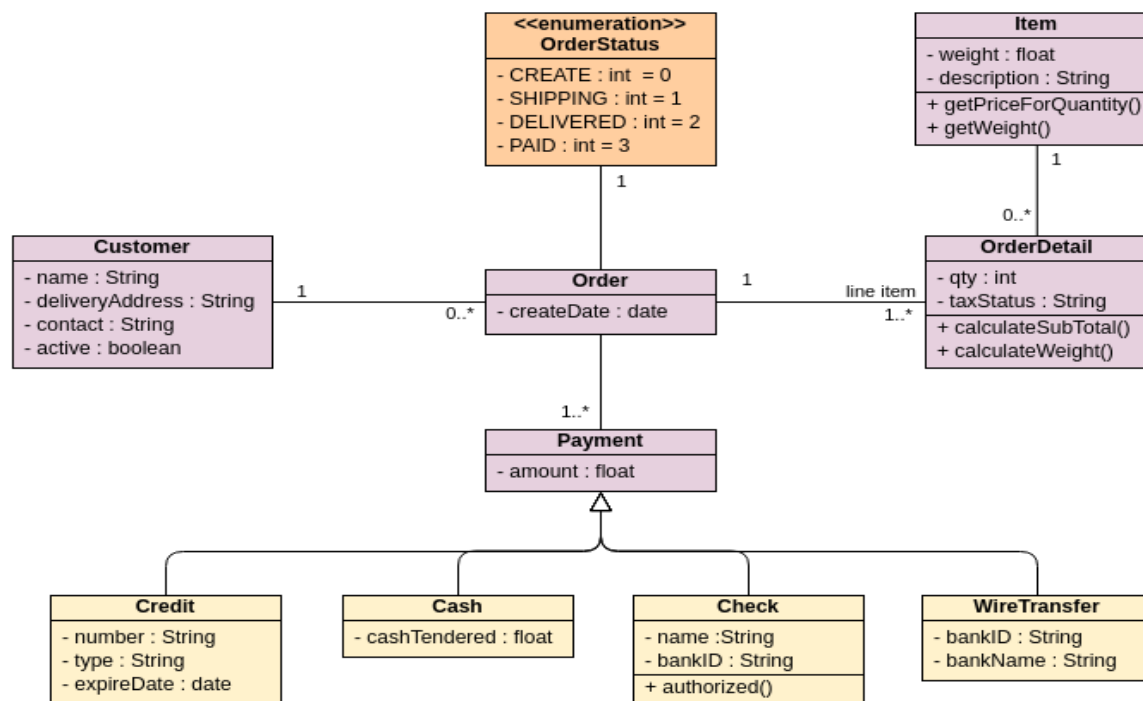 <<enumeration>>
OrderStatus
- CREATE : int  = 0
- SHIPPING : int = 1
- DELIVERED : int = 2
- PAID : int = 3
1
Item
- weight : float
- description : String
+ getPriceForQuantity()
+ getWeight()
1
0..*
Customer
- name : String
- deliveryAddress : String
- contact : String
- active : boolean
1
0..*
Order
- createDate : date
1
line item
1..*
OrderDetail
- qty : int
- taxStatus : String
+ calculateSubTotal()
+ calculateWeight()
1..*
Payment
- amount : float
Credit
- number : String
- type : String
- expireDate : date
Cash
- cashTendered : float
Check
- name :String
- bankID : String
+ authorized()
WireTransfer
- bankID : String
- bankName : String